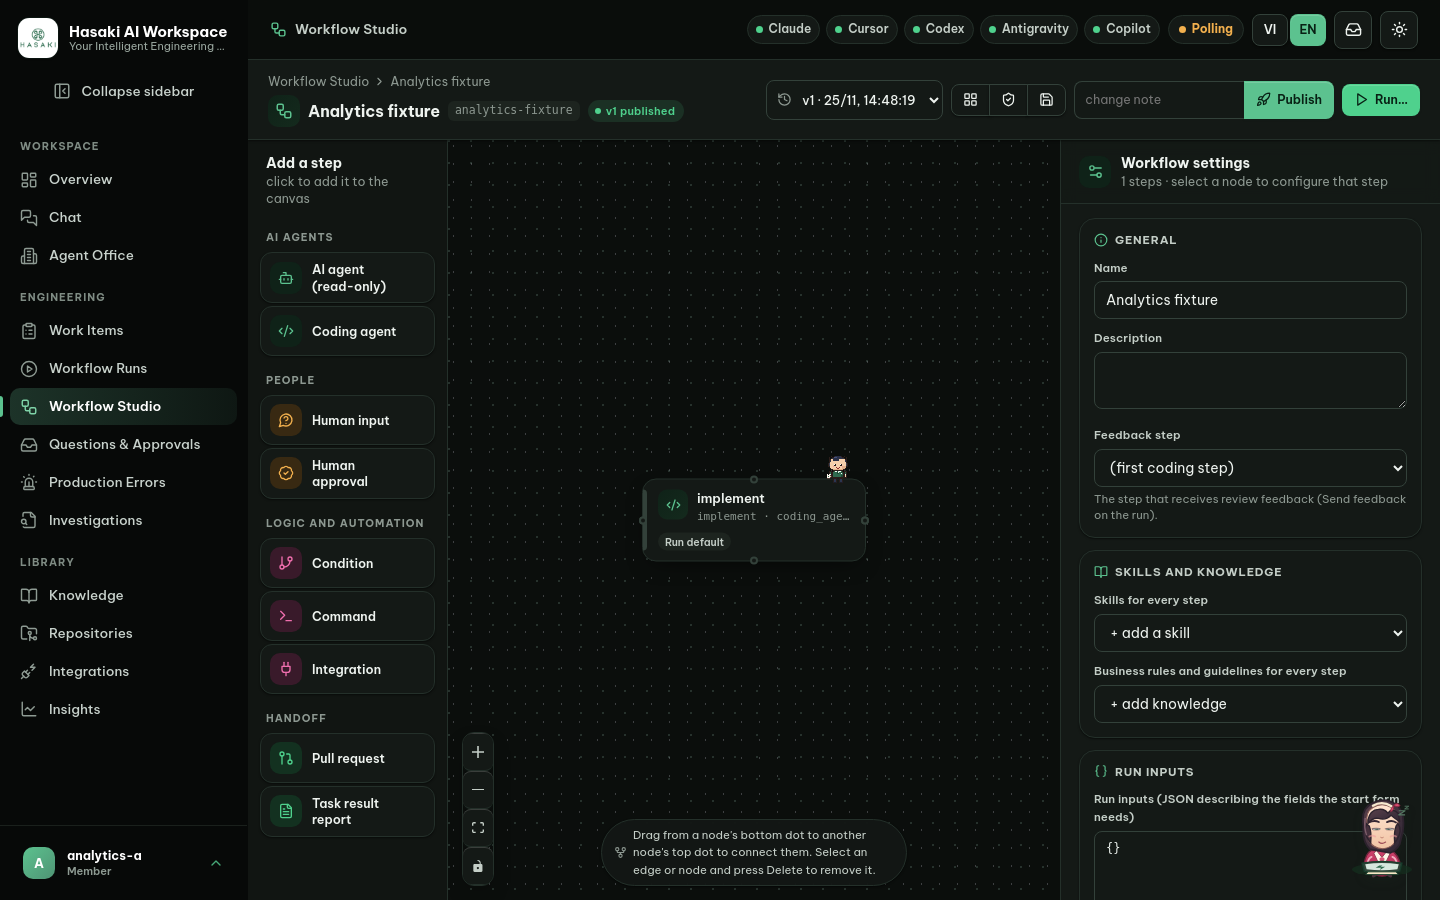 HASAKI
Hasaki AI Workspace
Your Intelligent Engineering ...
Collapse sidebar
WORKSPACE
Overview
Chat
Agent Office
ENGINEERING
Work Items
Workflow Runs
Workflow Studio
Questions & Approvals
Production Errors
Investigations
LIBRARY
Knowledge
Repositories
Integrations
Insights
A
analytics-a
Member
Workflow Studio
Claude
Cursor
Codex
Antigravity
Copilot
Polling
VI
EN
Workflow Studio > Analytics fixture
Analytics fixture
analytics-fixture
v1 published
v1 · 25/11, 14:48:19
change note
Publish
Run...
Add a step
click to add it to the
canvas
AI AGENTS
AI agent
(read-only)
Coding agent
PEOPLE
Human input
Human
approval
LOGIC AND AUTOMATION
Condition
Command
Integration
HANDOFF
Pull request
Task result
report
implement
implement · coding_age…
Run default
Drag from a node's bottom dot to another
node's top dot to connect them. Select an
edge or node and press Delete to remove it.
Workflow settings
1 steps · select a node to configure that step
GENERAL
Name
Analytics fixture
Description
Feedback step
(first coding step)
The step that receives review feedback (Send feedback
on the run).
SKILLS AND KNOWLEDGE
Skills for every step
+ add a skill
Business rules and guidelines for every step
+ add knowledge
{} RUN INPUTS
Run inputs (JSON describing the fields the start form
needs)
{}